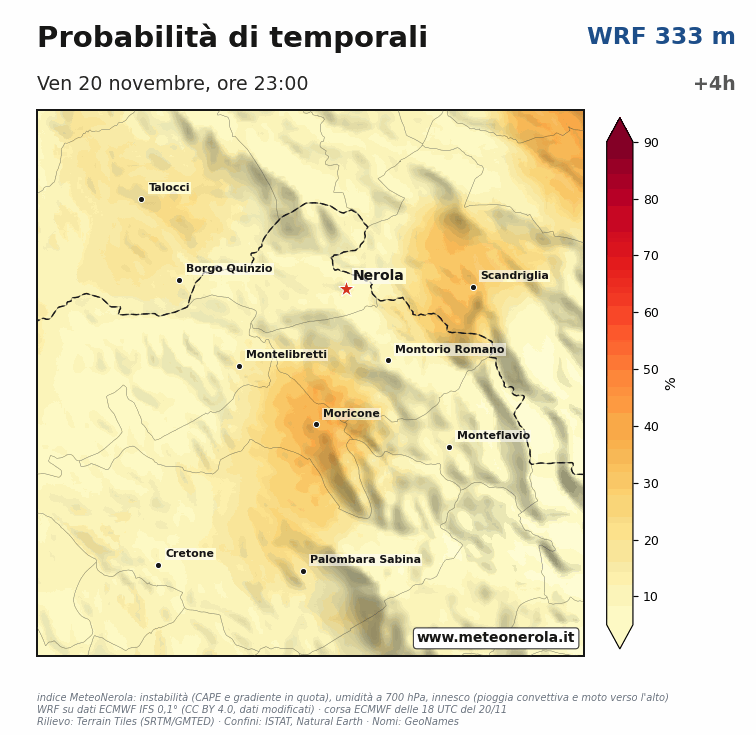 Probabilità di temporali
WRF 333 m
Ven 20 novembre, ore 23:00
+4h
Talocci
Borgo Quinzio
Nerola
Scandriglia
Montelibretti
Montorio Romano
Moricone
Monteflavio
Cretone
Palombara Sabina
www.meteonerola.it
90
80
70
60
50
40
30
20
10
%
indice MeteoNerola: instabilità (CAPE e gradiente in quota), umidità a 700 hPa, innesco (pioggia convettiva e moto verso l'alto)
WRF su dati ECMWF IFS 0,1° (CC BY 4.0, dati modificati) · corsa ECMWF delle 18 UTC del 20/11
Rilievo: Terrain Tiles (SRTM/GMTED) · Confini: ISTAT, Natural Earth · Nomi: GeoNames